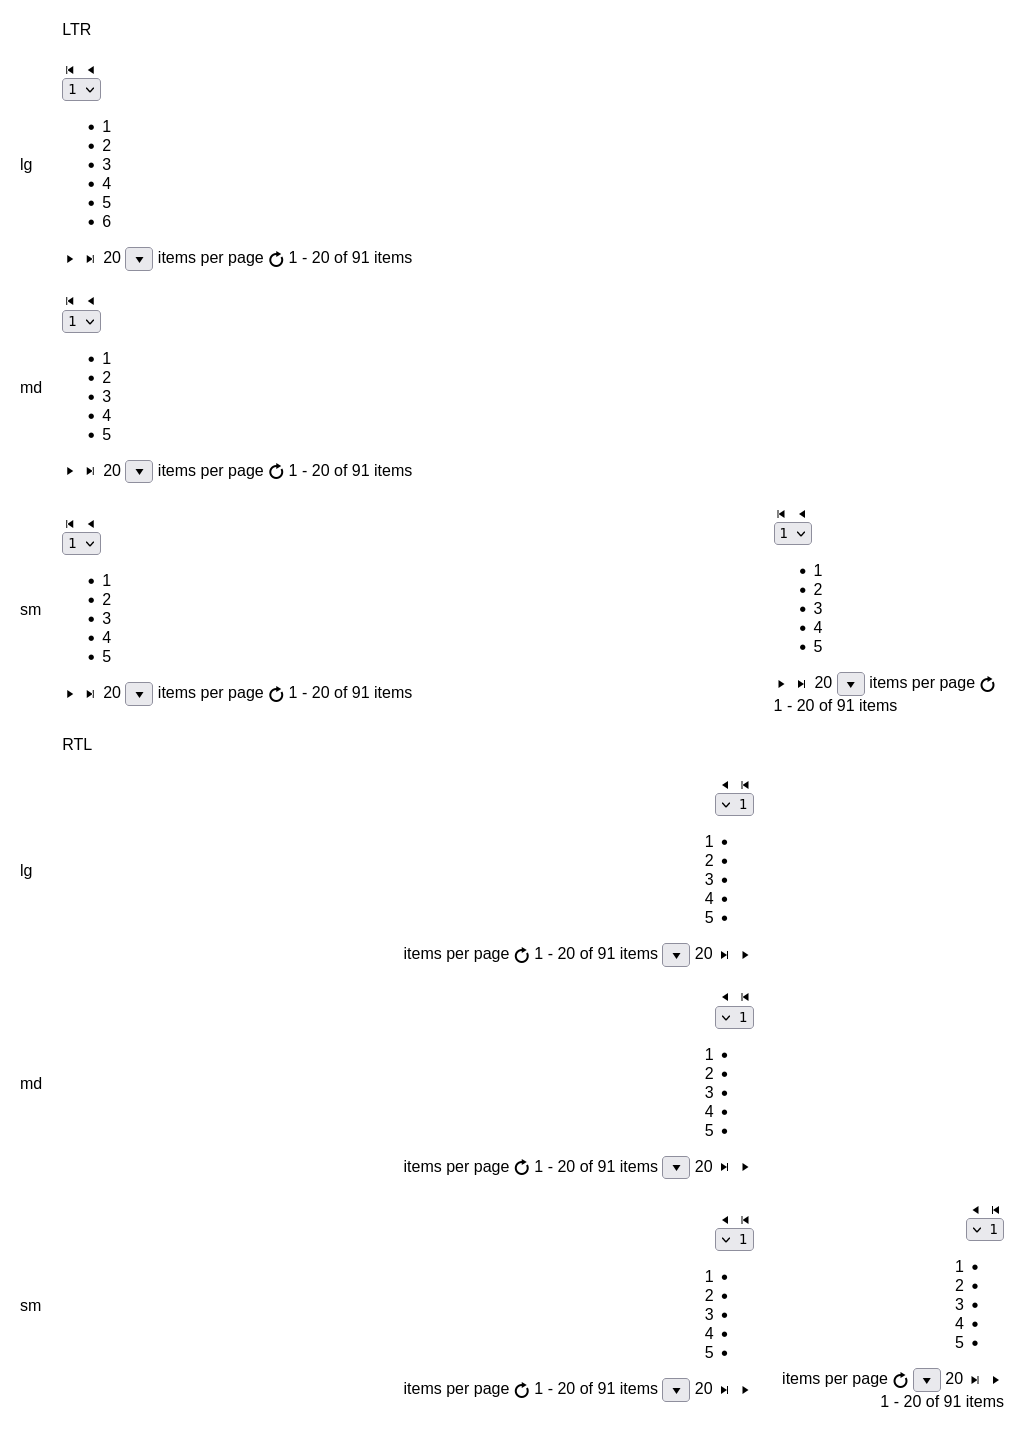 LTR
1
• 1
• 2
• 3
lg
• 4
• 5
• 6
20 items per page 1 - 20 of 91 items
1
• 1
• 2
md
• 3
• 4
• 5
20 items per page 1 - 20 of 91 items
1
• 1
• 2
sm
• 3
• 4
• 5
20 items per page 1 - 20 of 91 items
1
• 1
• 2
• 3
• 4
• 5
20 items per page
1 - 20 of 91 items
RTL
1
1 •
2 •
lg
3 •
4 •
5 •
items per page 1 - 20 of 91 items 20
1
1 •
2 •
md
3 •
4 •
5 •
items per page 1 - 20 of 91 items 20
1
1 •
2 •
sm
3 •
4 •
5 •
items per page 1 - 20 of 91 items 20
1
1 •
2 •
3 •
4 •
5 •
items per page 20
1 - 20 of 91 items